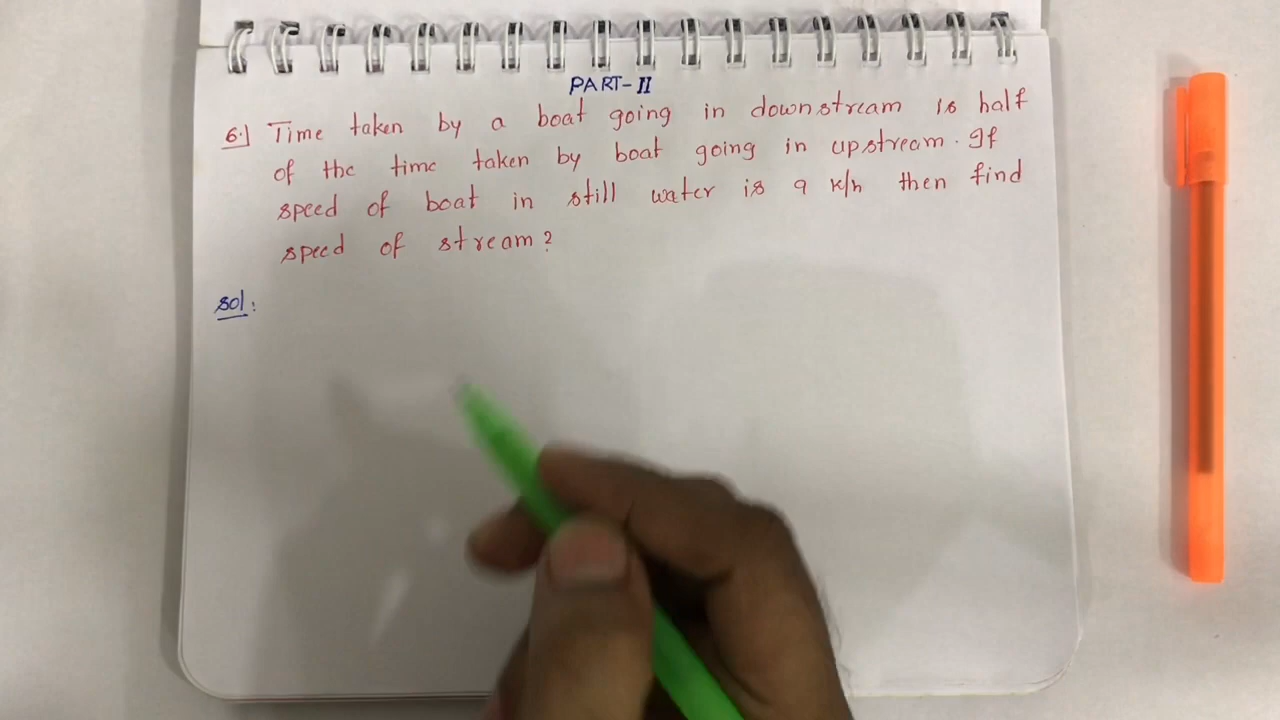 PART-II
6.) Time taken by a boat going in downstream is half
of the time taken by boat going in upstream. If
speed of boat in still water is 9 k/h then find
speed of stream?
Sol: